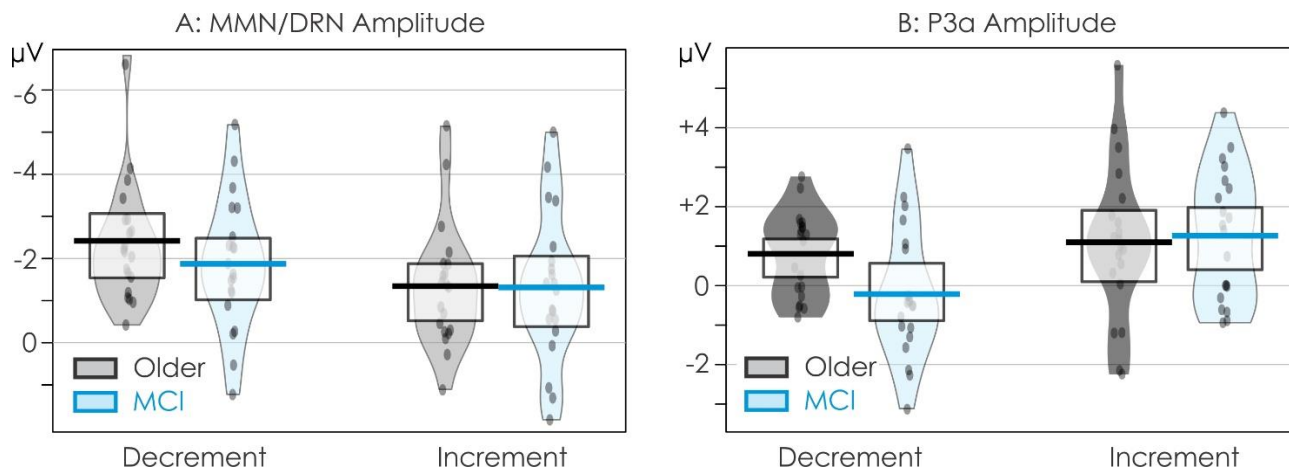 A: MMN/DRN Amplitude
µV
-6
-4
-2
0
Older
MCI
Decrement Increment
B: P3a Amplitude
µV
+4
+2
0
-2
Older
MCI
Decrement Increment